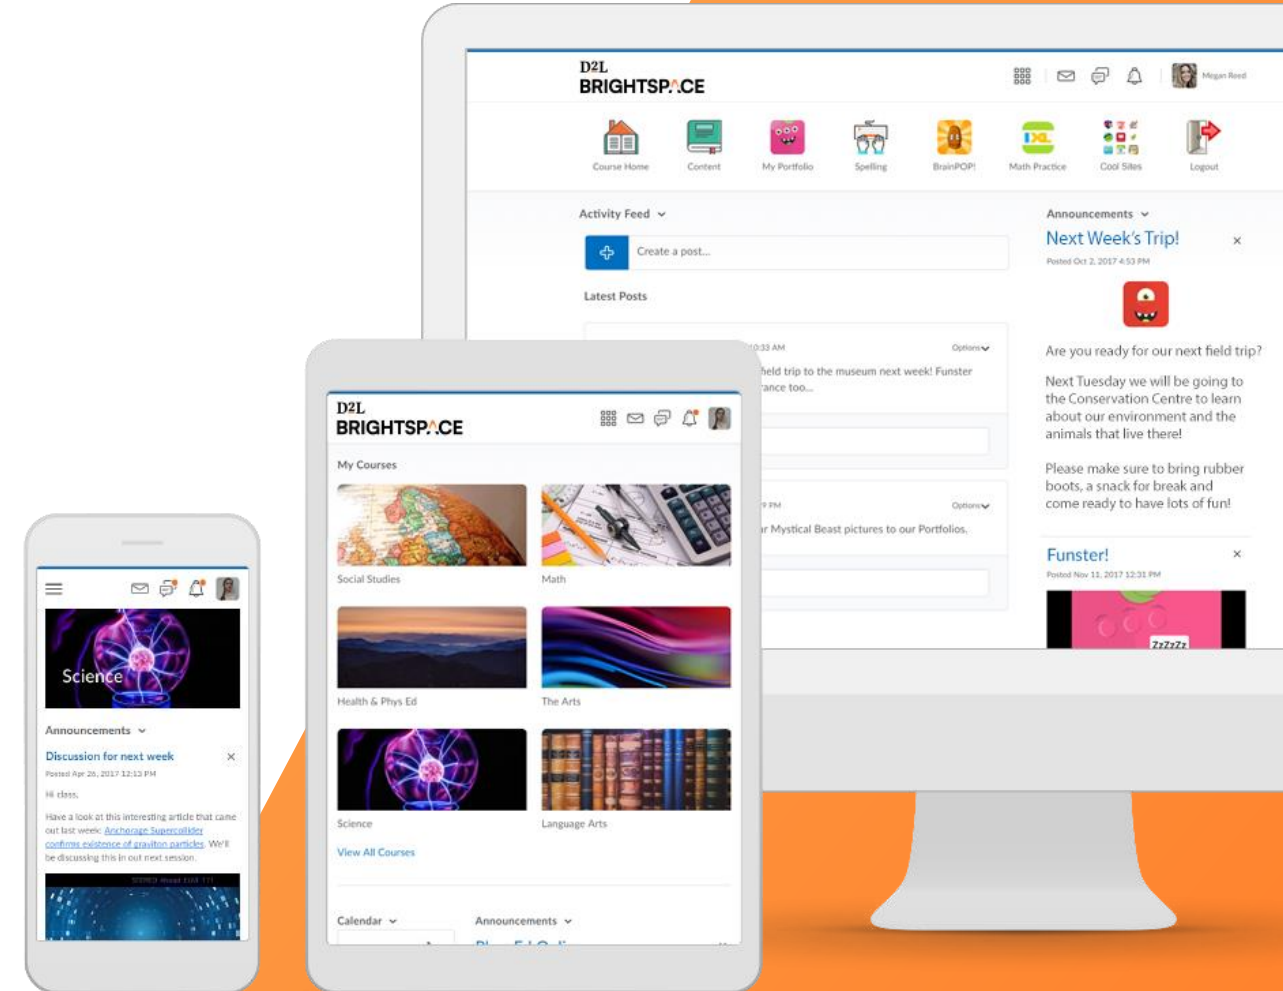 D2L
BRIGHTSPACE
Megan Reed
Course Home
Content
My Portfolio
Spelling
BrainPOP!
IXL
Math Practice
Cool Sites
Logout
Activity Feed
Create a post...
Latest Posts
10:33 AM
Options
field trip to the museum next week! Funster
too...
PM
Options
Mystical Beast pictures to our Portfolios.
Announcements
Next Week's Trip!
Posted Oct 2, 2017 4:53 PM
Are you ready for our next field trip?
Next Tuesday we will be going to
the Conservation Centre to learn
about our environment and the
animals that live there!
Please make sure to bring rubber
boots, a snack for break and
come ready to have lots of fun!
Funster!
Posted Nov 11, 2017 12:31 PM
ZzZzZz
D2L
BRIGHTSPACE
My Courses
Social Studies
Math
Health & Phys Ed
The Arts
Science
Language Arts
View All Courses
Calendar
Announcements
Science
Announcements
Discussion for next week
Posted Apr 26, 2017 12:13 PM
Hi class,
Have a look at this interesting article that came
out last week: Anchorage Supercollider
confirms existence of graviton particles. We'll
be discussing this in out next session.